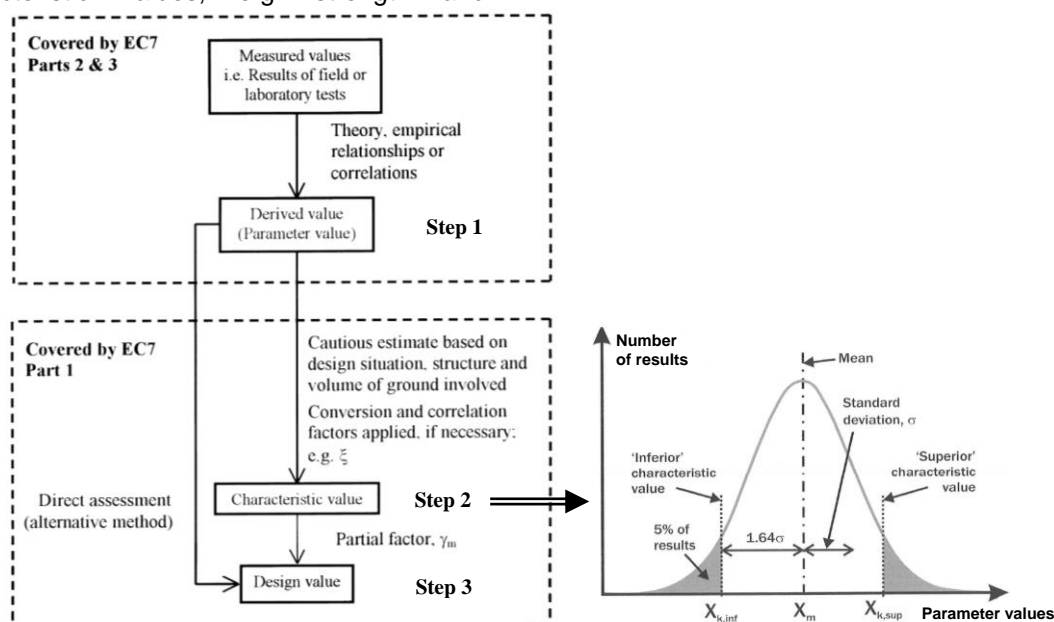 Covered by EC7
Parts 2 & 3
Measured values
i.e. Results of field or
laboratory tests
Theory, empirical
relationships or
correlations
Derived value
(Parameter value)
Step 1
Covered by EC7
Part 1
Cautious estimate based on
design situation, structure and
volume of ground involved
Conversion and correlation
factors applied, if necessary;
e.g. ξ
Direct assessment
(alternative method)
Characteristic value
Step 2
Partial factor, γm
Design value
Step 3
Number
of results
Mean
Standard
deviation, σ
'Inferior'
characteristic
value
'Superior'
characteristic
value
5% of
results
1.64σ
Xk,inf
Xm
Xk,sup
Parameter values